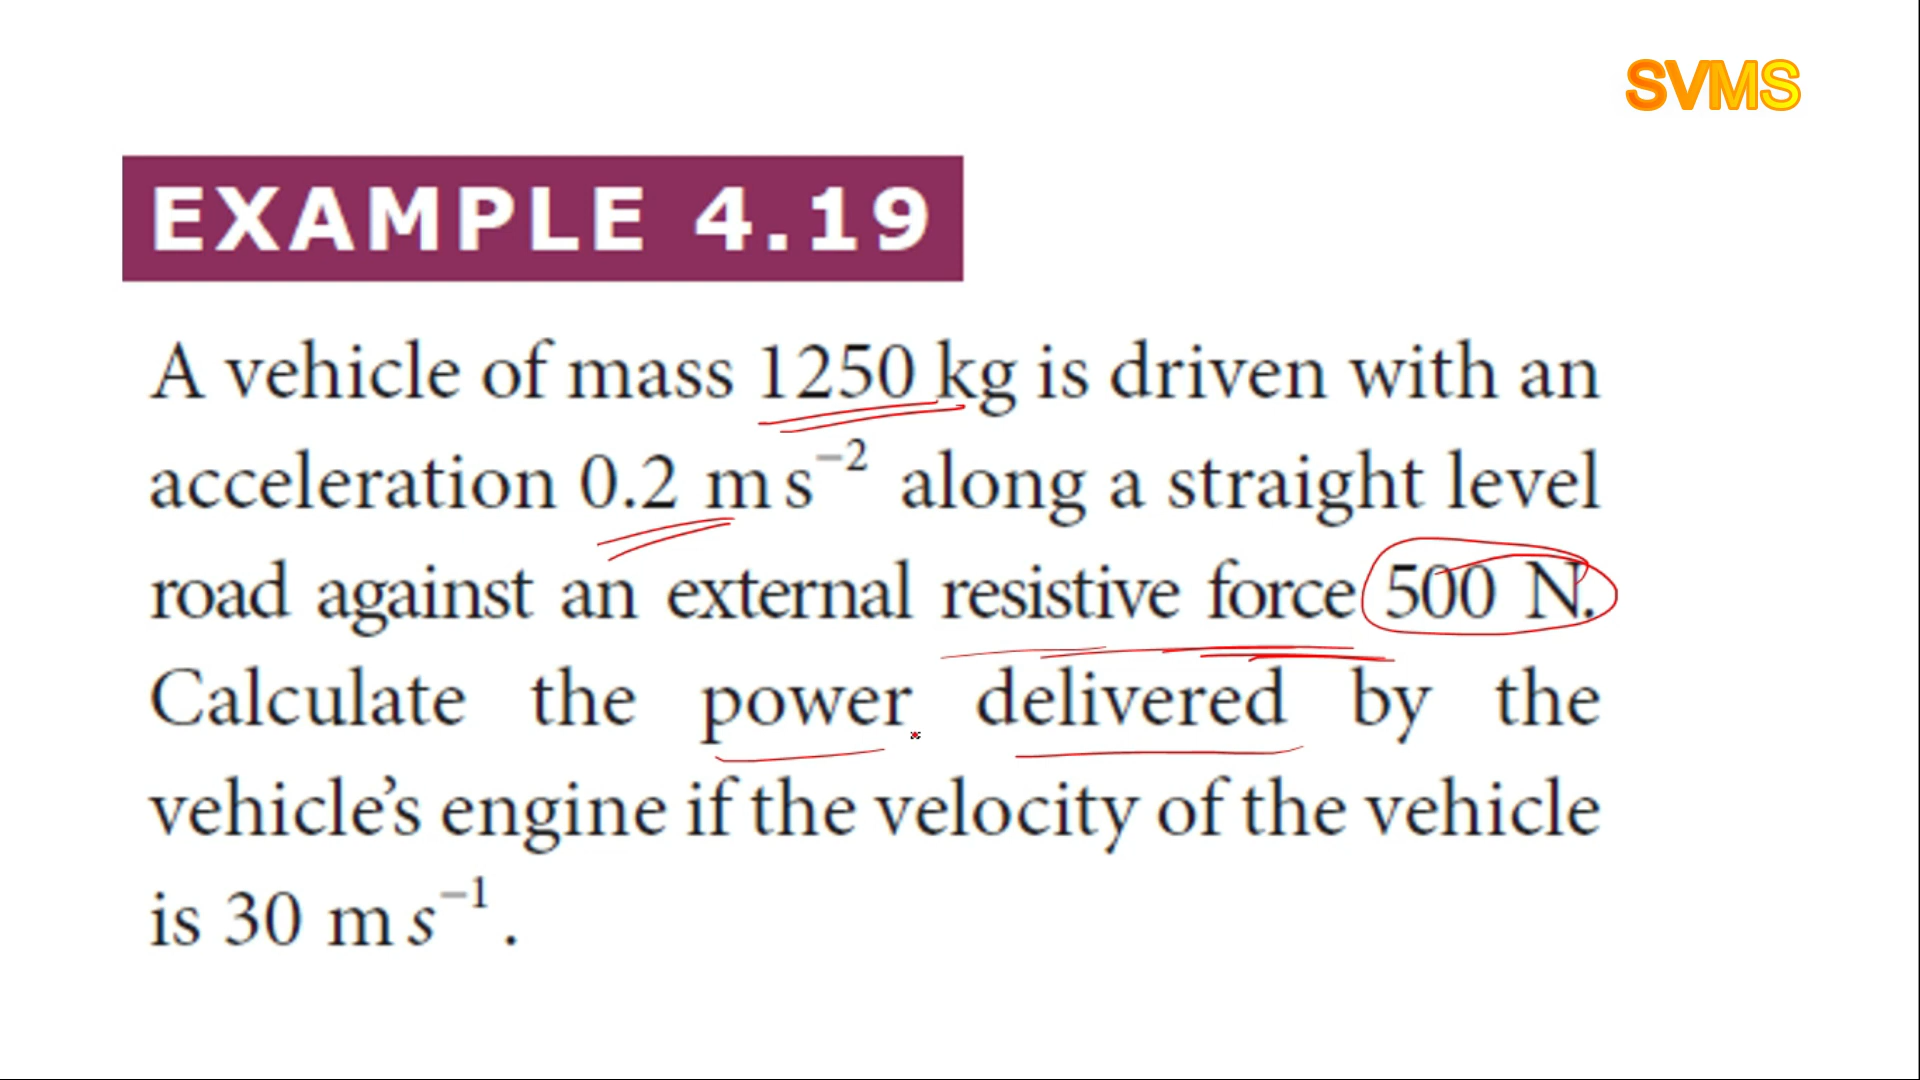 SVMS
EXAMPLE 4.19
A vehicle of mass 1250 kg is driven with an
acceleration 0.2 m s⁻² along a straight level
road against an external resistive force 500 N.
Calculate the power delivered by the
vehicle’s engine if the velocity of the vehicle
is 30 m s⁻¹ .